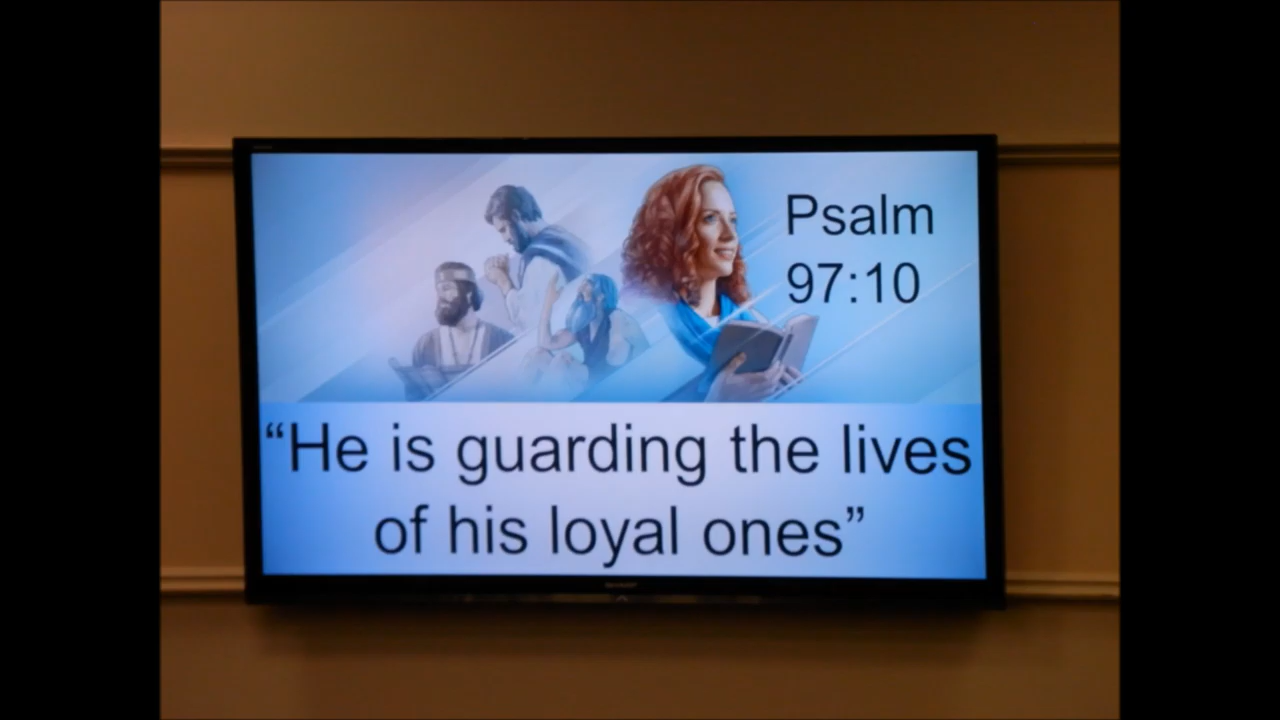 Psalm
97:10
“He is guarding the lives
of his loyal ones”